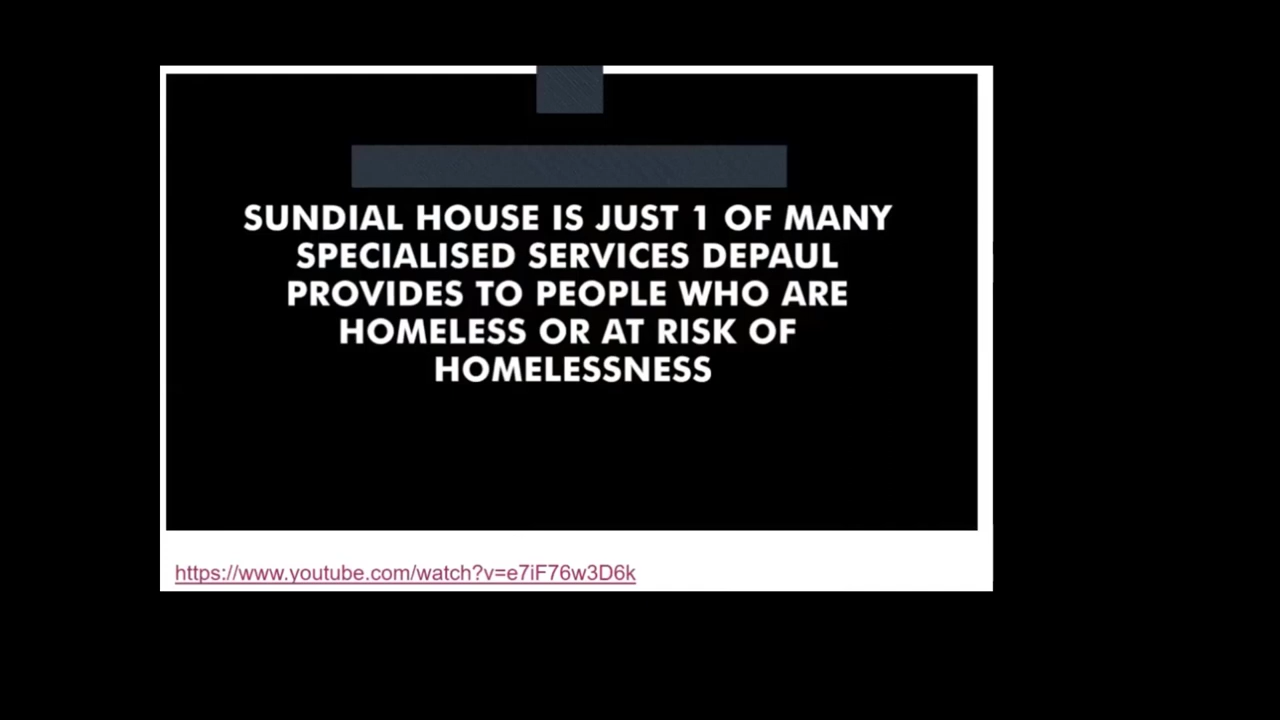 SUNDIAL HOUSE IS JUST 1 OF MANY
SPECIALISED SERVICES DEPAUL
PROVIDES TO PEOPLE WHO ARE
HOMELESS OR AT RISK OF
HOMELESSNESS
https://www.youtube.com/watch?v=e7iF76w3D6k